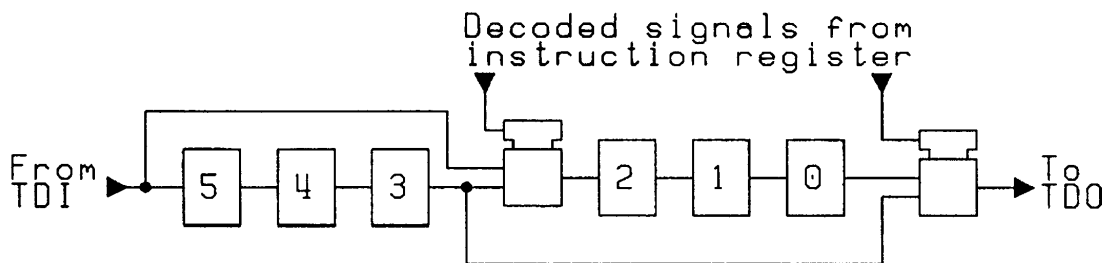 Decoded signals from
instruction register
From
TDI
5
4
3
2
1
0
To
TDO